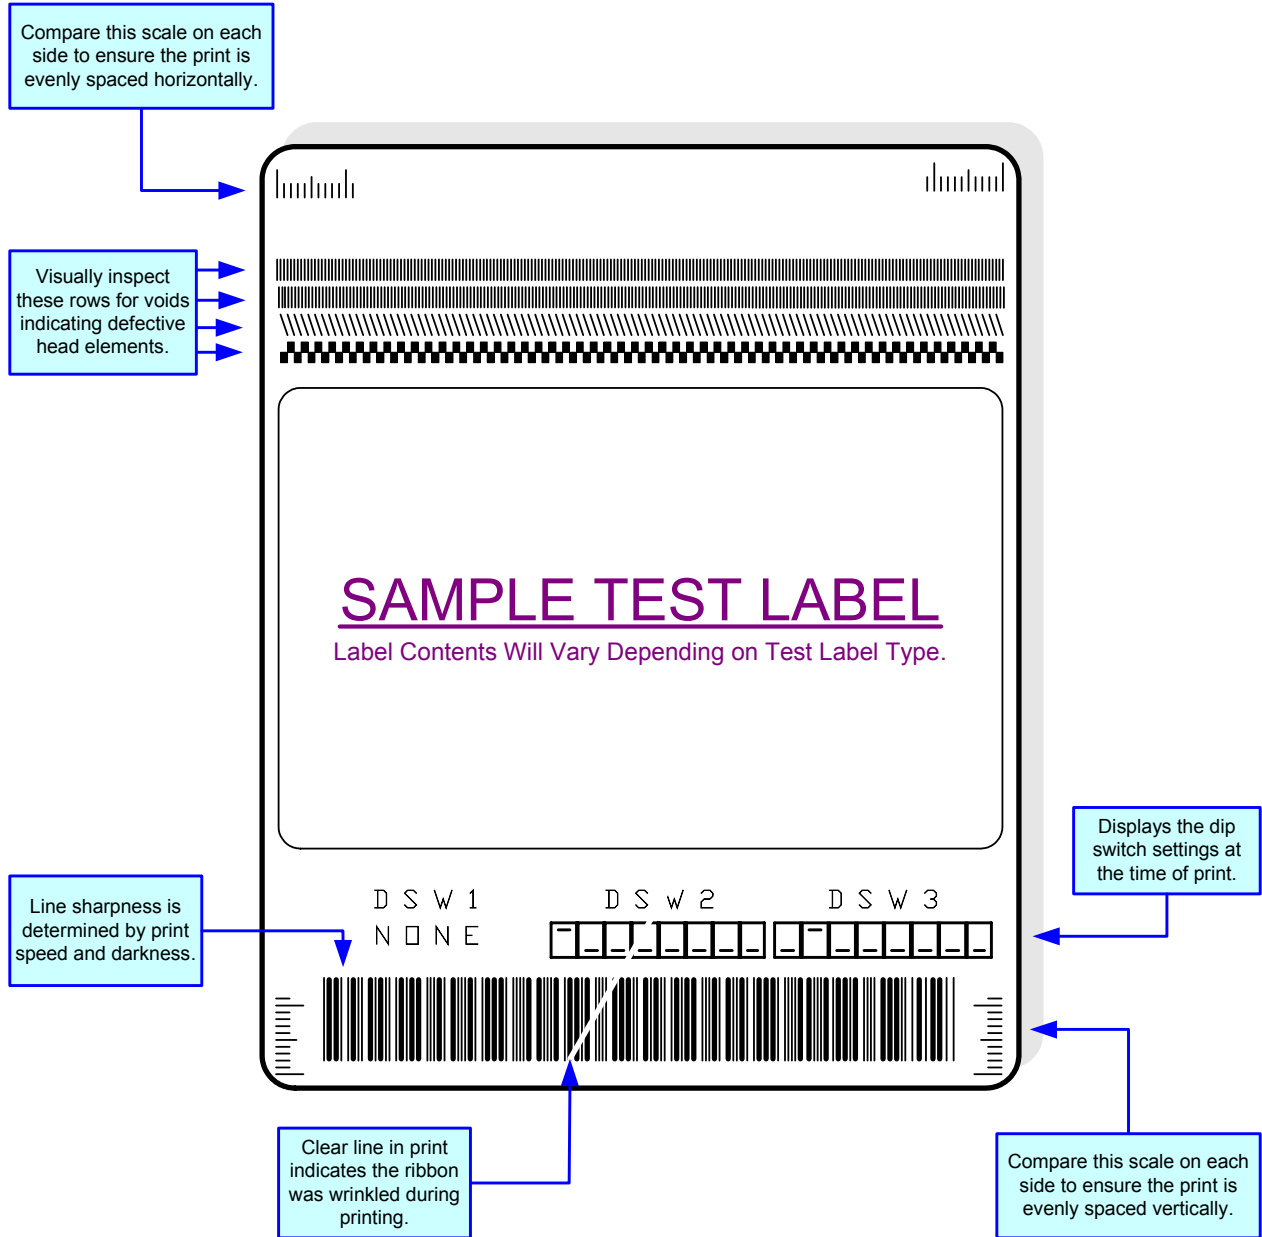 Compare this scale on each
side to ensure the print is
evenly spaced horizontally.
Visually inspect
these rows for voids
indicating defective
head elements.
SAMPLE TEST LABEL
Label Contents Will Vary Depending on Test Label Type.
Displays the dip
switch settings at
the time of print.
DSW1
DSW2
DSW3
NONE
Line sharpness is
determined by print
speed and darkness.
Clear line in print
indicates the ribbon
was wrinkled during
printing.
Compare this scale on each
side to ensure the print is
evenly spaced vertically.